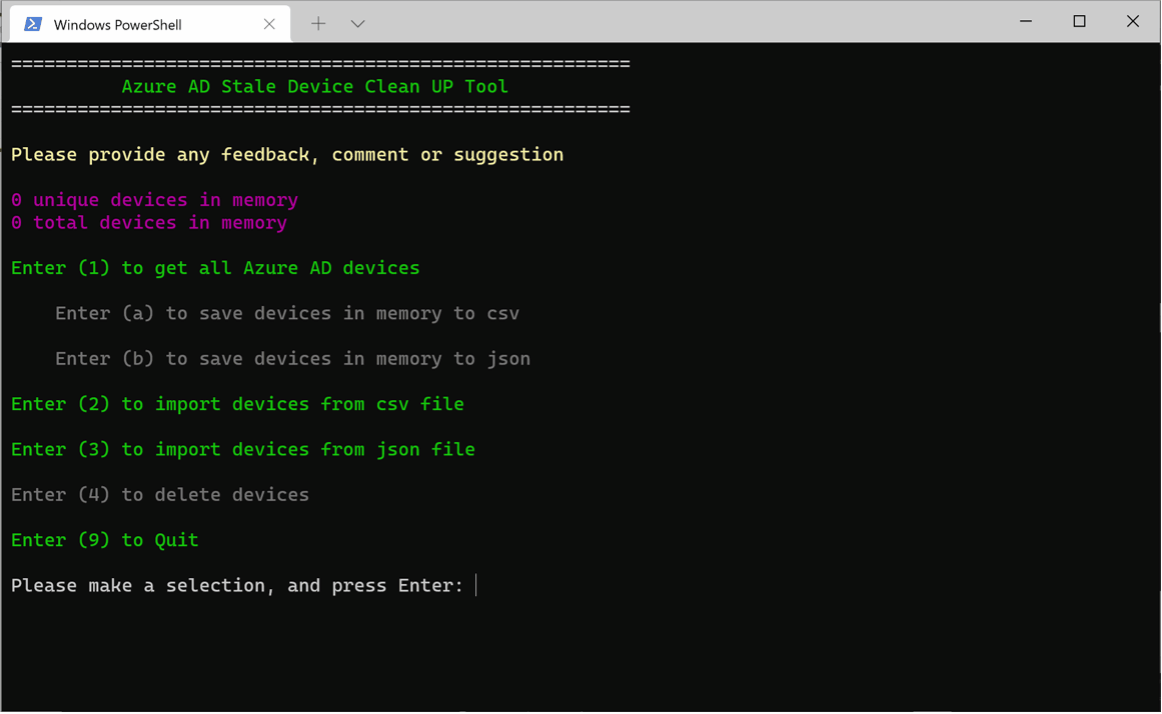 Windows PowerShell
========================================================
Azure AD Stale Device Clean UP Tool
========================================================
Please provide any feedback, comment or suggestion
0 unique devices in memory
0 total devices in memory
Enter (1) to get all Azure AD devices
Enter (a) to save devices in memory to csv
Enter (b) to save devices in memory to json
Enter (2) to import devices from csv file
Enter (3) to import devices from json file
Enter (4) to delete devices
Enter (9) to Quit
Please make a selection, and press Enter: